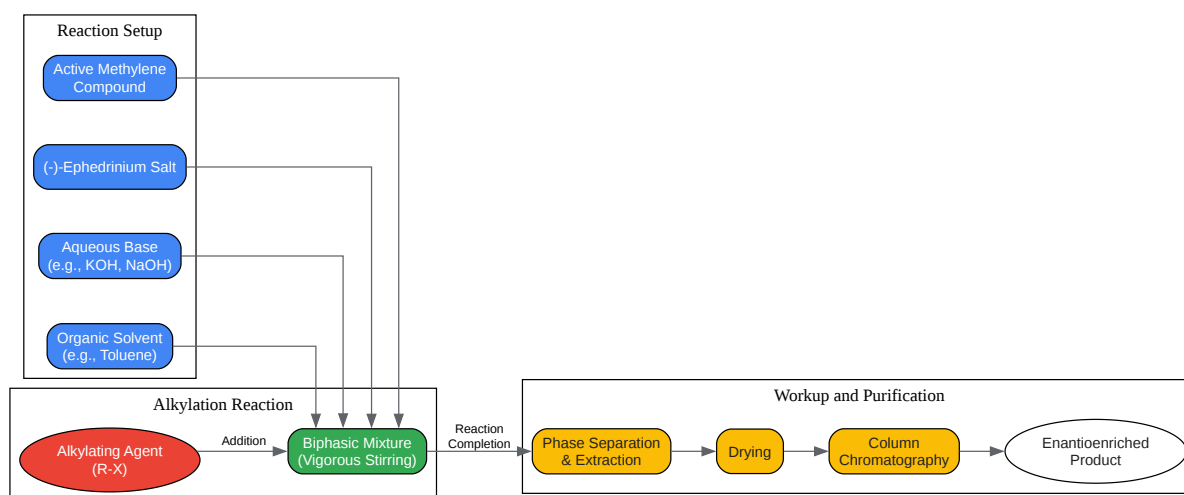 Reaction Setup
Active Methylene
Compound
(-)-Ephedrinium Salt
Aqueous Base
(e.g., KOH, NaOH)
Organic Solvent
(e.g., Toluene)
Alkylation Reaction
Alkylating Agent
(R-X)
Addition
Biphasic Mixture
(Vigorous Stirring)
Reaction
Completion
Workup and Purification
Phase Separation
& Extraction
Drying
Column
Chromatography
Enantioenriched
Product